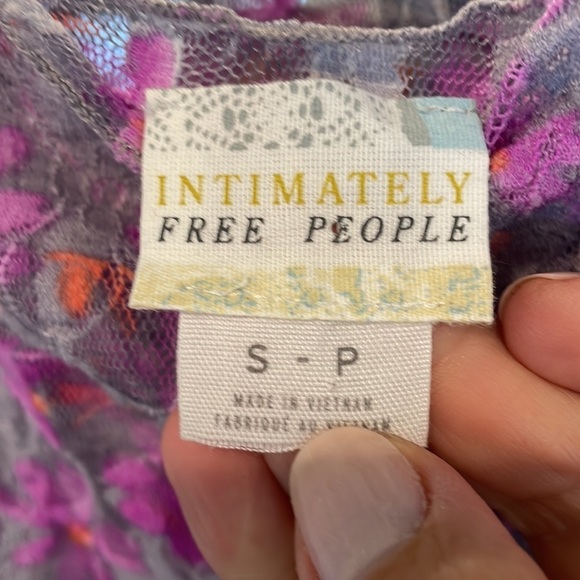 INTIMATELY
FREE PEOPLE
S - P
MADE IN VIETNAM
FABRIQUÉ AU VIETNAM